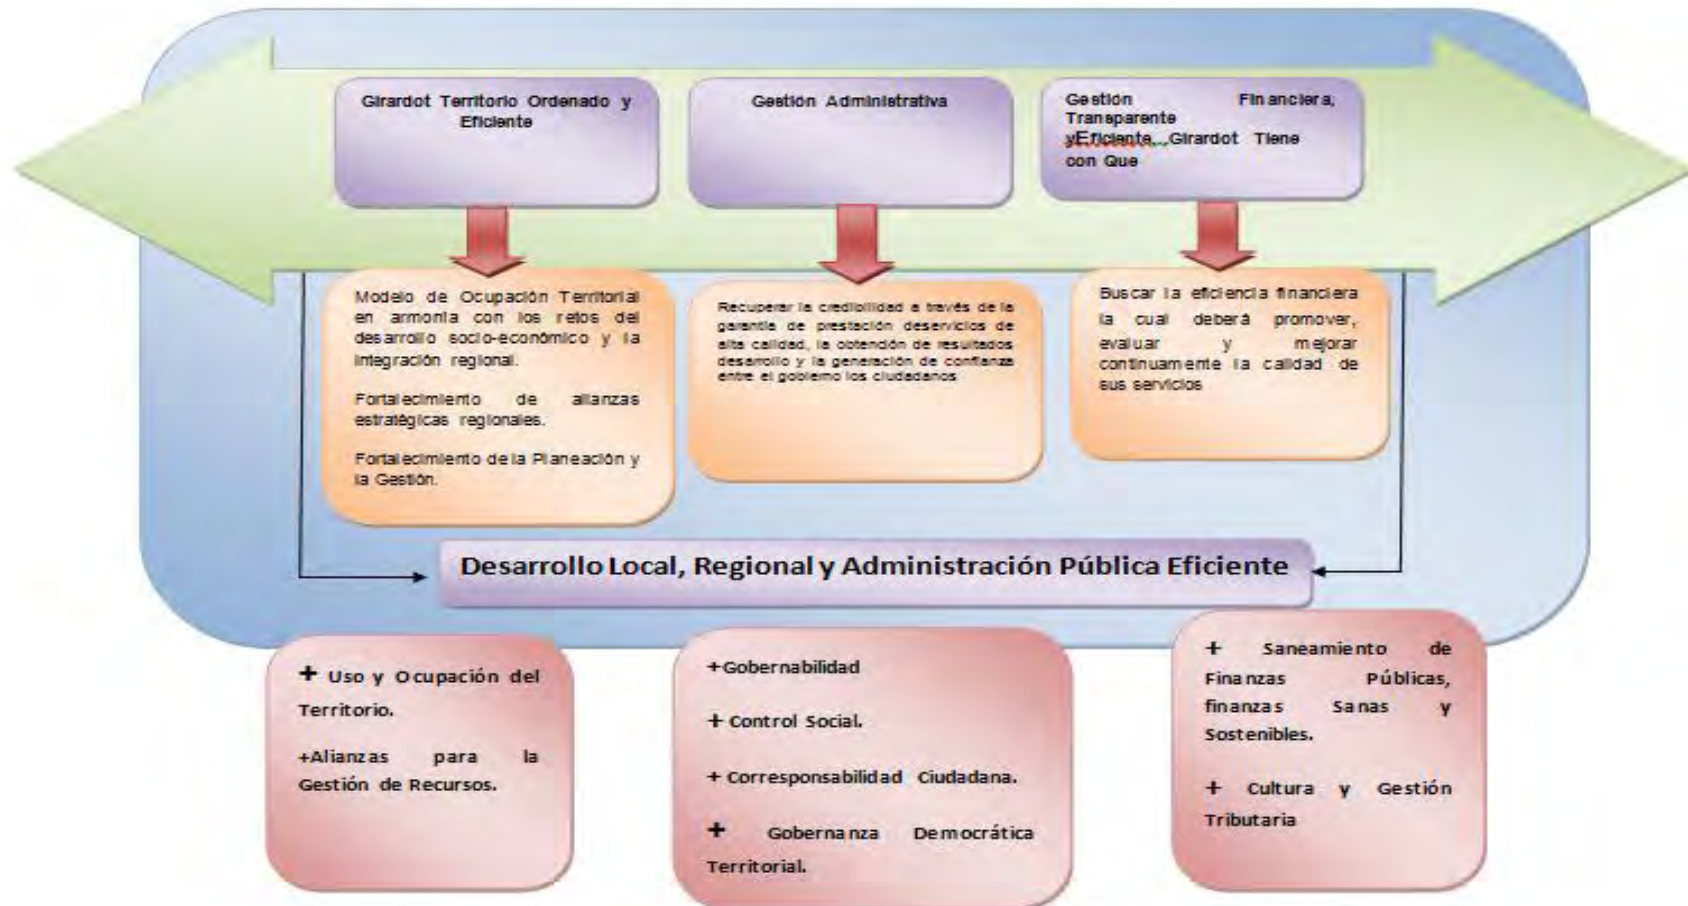 Girardot Territorio Ordenado y
Eficiente
Gestión Administrativa
Gestión Financiera,
Transparente
yEficiente,..Girardot Tiene
con Que
Modelo de Ocupación Territorial
en armonía con los retos del
desarrollo socio-económico y la
integración regional.
Fortalecimiento de alianzas
estratégicas regionales.
Fortalecimiento de la Planeación y
la Gestión.
Recuperar la credibilidad a través de la
garantía de prestación deservicios de
alta calidad, la obtención de resultados
desarrollo y la generación de confianza
entre el gobierno los ciudadanos
Buscar la eficiencia financiera
la cual deberá promover,
evaluar y mejorar
continuamente la calidad de
sus servicios
Desarrollo Local, Regional y Administración Pública Eficiente
+ Uso y Ocupación del
Territorio.
+Alianzas para la
Gestión de Recursos.
+Gobernabilidad
+ Control Social.
+ Corresponsabilidad Ciudadana.
+ Gobernanza Democrática
Territorial.
+ Saneamiento de
Finanzas Públicas,
finanzas Sanas y
Sostenibles.
+ Cultura y Gestión
Tributaria